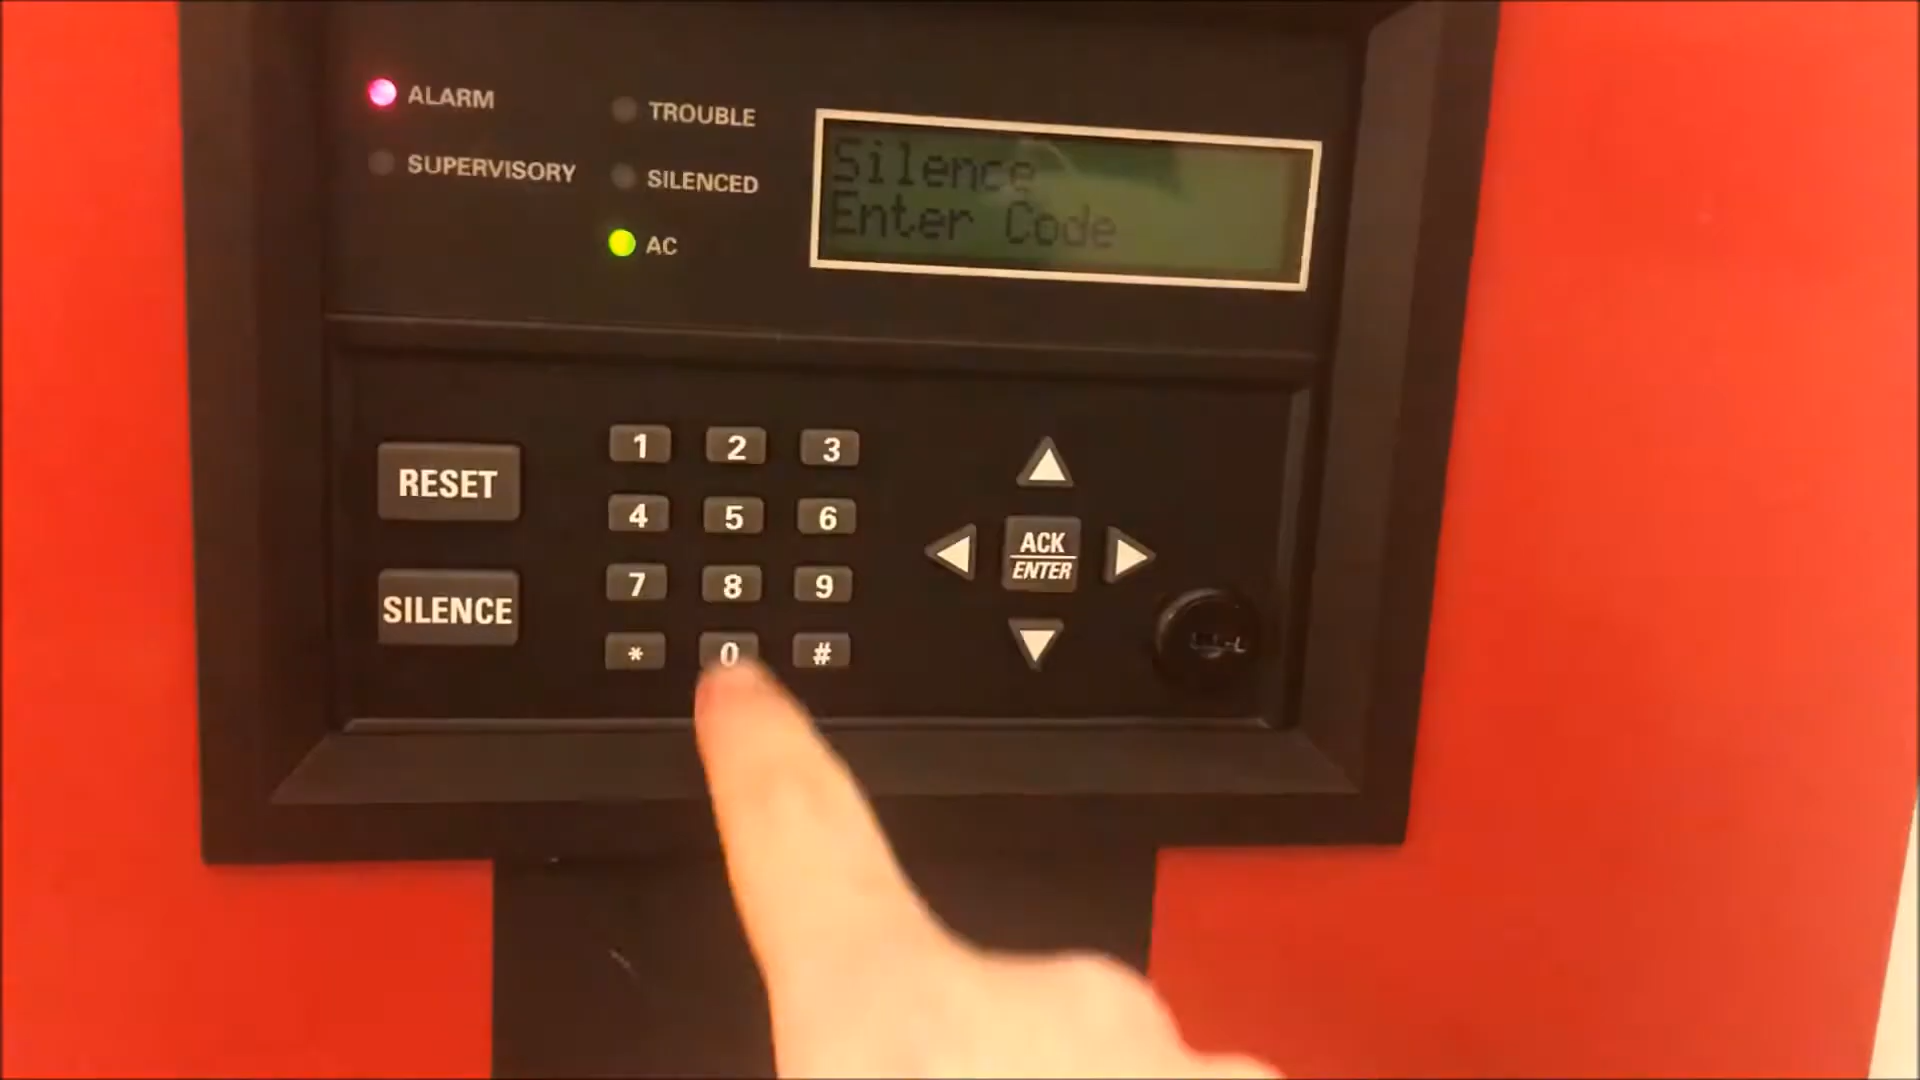 ALARM
TROUBLE
SUPERVISORY
SILENCED
AC
Silence
Enter Code
RESET
SILENCE
1 2 3
4 5 6
7 8 9
* 0 #
ACK
ENTER